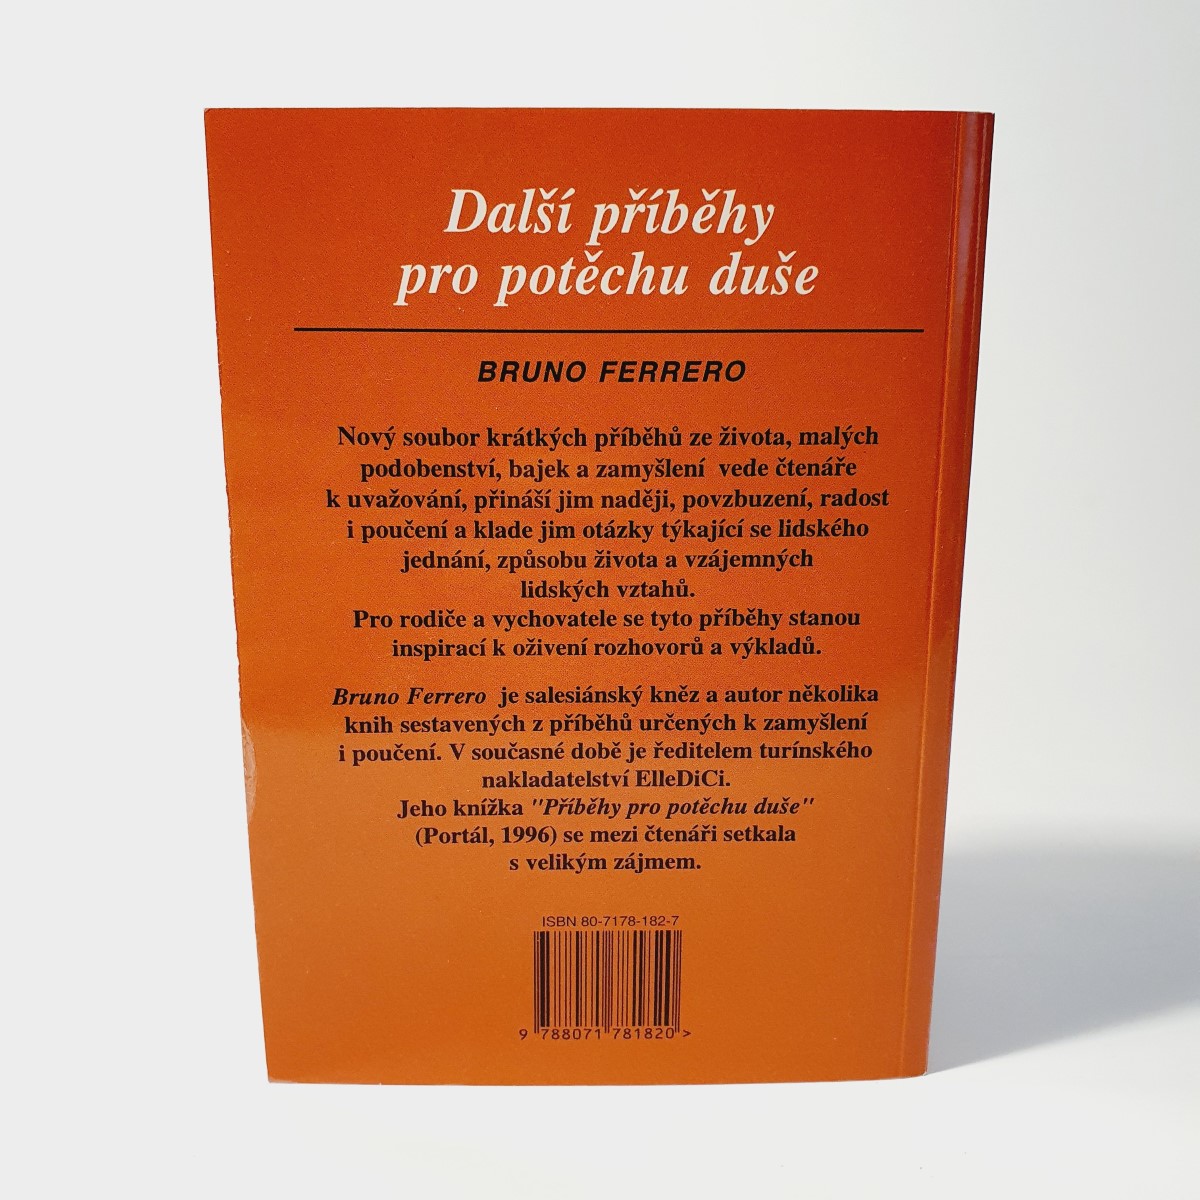 Další příběhy
pro potěchu duše
BRUNO FERRERO
Nový soubor krátkých příběhů ze života, malých
podobenství, bajek a zamyšlení vede čtenáře
k uvažování, přináší jim naději, povzbuzení, radost
i poučení a klade jim otázky týkající se lidského
jednání, způsobu života a vzájemných
lidských vztahů.
Pro rodiče a vychovatele se tyto příběhy stanou
inspirací k oživení rozhovorů a výkladů.
Bruno Ferrero je salesiánský kněz a autor několika
knih sestavených z příběhů určených k zamyšlení
i poučení. V současné době je ředitelem turínského
nakladatelství ElleDiCi.
Jeho knížka "Příběhy pro potěchu duše"
(Portál, 1996) se mezi čtenáři setkala
s velikým zájmem.
ISBN 80-7178-182-7
9 788071 781820 >